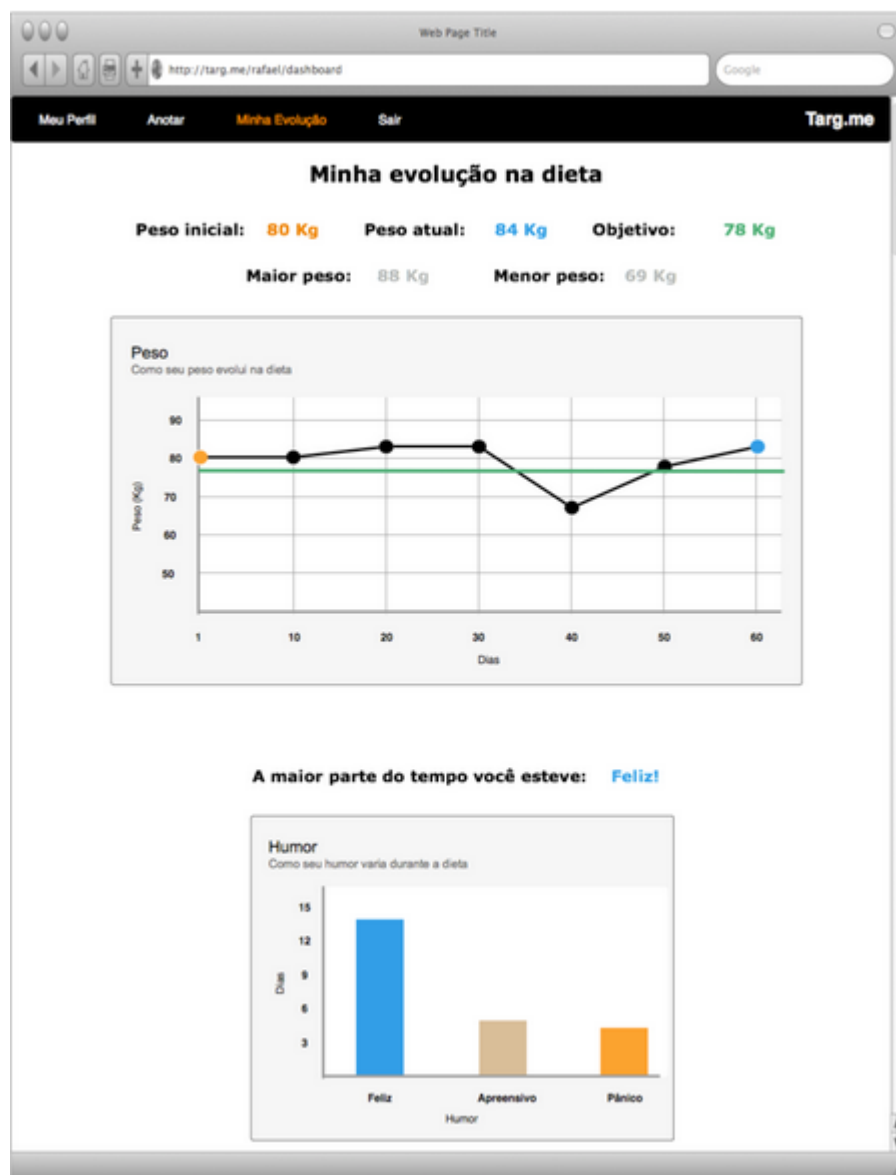 Web Page Title
http://targ.me/rafael/dashboard
Google
Meu Perfil Anotar Minha Evolução Sair Targ.me
Minha evolução na dieta
Peso inicial: 80 Kg Peso atual: 84 Kg Objetivo: 78 Kg
Maior peso: 88 Kg Menor peso: 69 Kg
Peso
Como seu peso evolui na dieta
Peso (Kg)
90
80
70
60
50
1 10 20 30 40 50 60
Dias
A maior parte do tempo você esteve: Feliz!
Humor
Como seu humor varia durante a dieta
Dias
15
12
9
6
3
Feliz Apreensivo Pânico
Humor